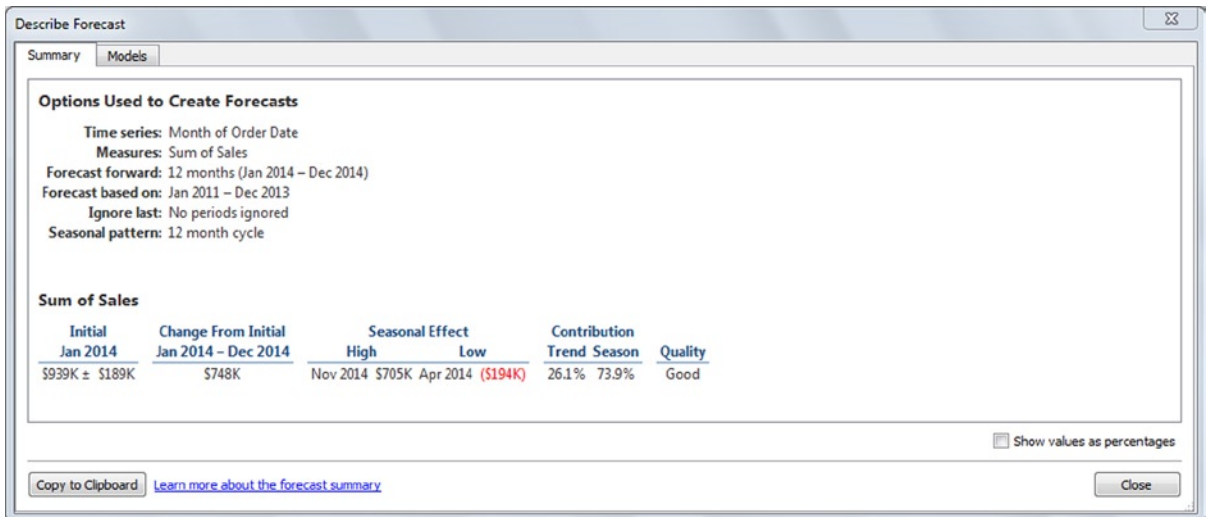 Describe Forecast
Summary Models
Options Used to Create Forecasts
Time series: Month of Order Date
Measures: Sum of Sales
Forecast forward: 12 months (Jan 2014 – Dec 2014)
Forecast based on: Jan 2011 – Dec 2013
Ignore last: No periods ignored
Seasonal pattern: 12 month cycle
Sum of Sales
Initial Change From Initial Seasonal Effect Contribution
Jan 2014 Jan 2014 – Dec 2014 High Low Trend Season Quality
$939K ± $189K $748K Nov 2014 $705K Apr 2014 ($194K) 26.1% 73.9% Good
Show values as percentages
Copy to Clipboard Learn more about the forecast summary Close